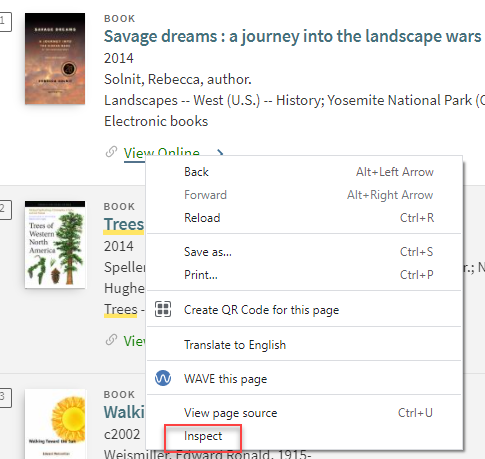 1
BOOK
SAVAGE DREAMS
Savage dreams : a journey into the landscape wars
2014
Solnit, Rebecca, author.
Landscapes -- West (U.S.) -- History; Yosemite National Park (
Electronic books
View Online
Back Alt+Left Arrow
Forward Alt+Right Arrow
Reload Ctrl+R
Save as... Ctrl+S
Print... Ctrl+P
Create QR Code for this page
Translate to English
WAVE this page
View page source Ctrl+U
Inspect
2
BOOK
Trees of
Western
North
America
Trees
2014
Speller
r.; N
Hughe
Trees -
Vie
3
BOOK
Walking Toward the Sun
Walki
c2002
Weismiller, Edward Ronald, 1915-